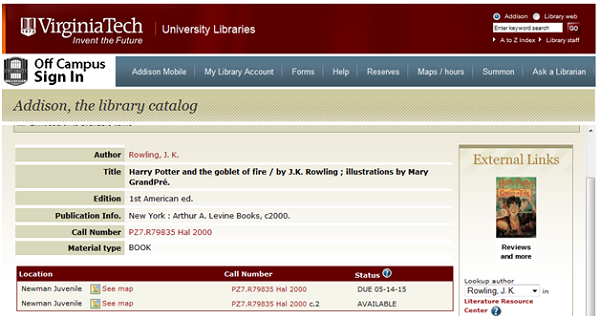 VirginiaTech
Invent the Future
University Libraries
Addison Library web
Enter keyword search GO
A to Z Index Library staff
Off Campus
Sign In
Addison Mobile My Library Account Forms Help Reserves Maps / hours Summon Ask a Librarian
Addison, the library catalog
Author Rowling, J. K.
Title Harry Potter and the goblet of fire / by J.K. Rowling ; illustrations by Mary
GrandPré.
Edition 1st American ed.
Publication Info. New York : Arthur A. Levine Books, c2000.
Call Number PZ7.R79835 Hal 2000
Material type BOOK
Location Call Number Status ?
Newman Juvenile See map PZ7.R79835 Hal 2000 DUE 05-14-15
Newman Juvenile See map PZ7.R79835 Hal 2000 c.2 AVAILABLE
External Links
Reviews
and more
Lookup author
Rowling, J. K. in
Literature Resource
Center ?